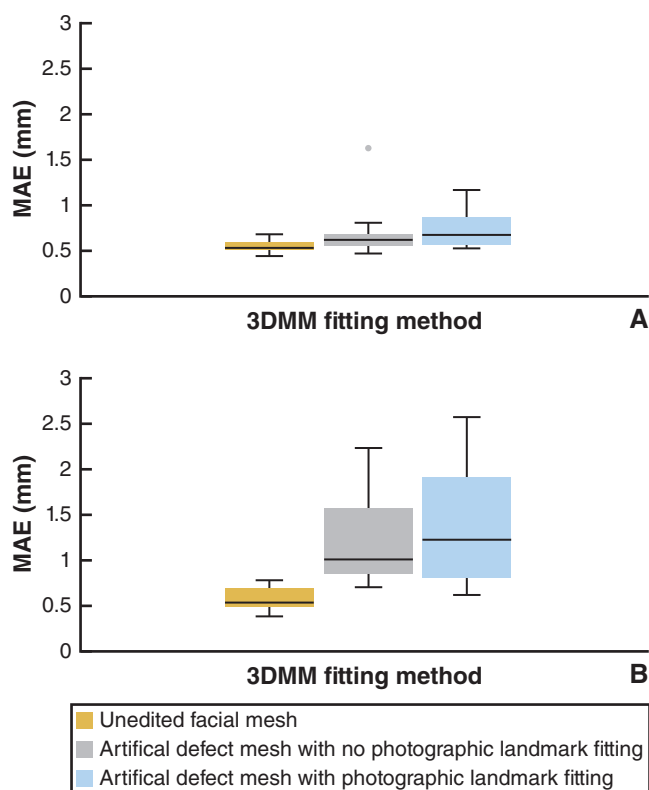 3
2.5
2
1.5
1
0.5
0
MAE (mm)
3DMM fitting method
A
3
2.5
2
1.5
1
0.5
0
MAE (mm)
3DMM fitting method
B
Unedited facial mesh
Artifical defect mesh with no photographic landmark fitting
Artifical defect mesh with photographic landmark fitting